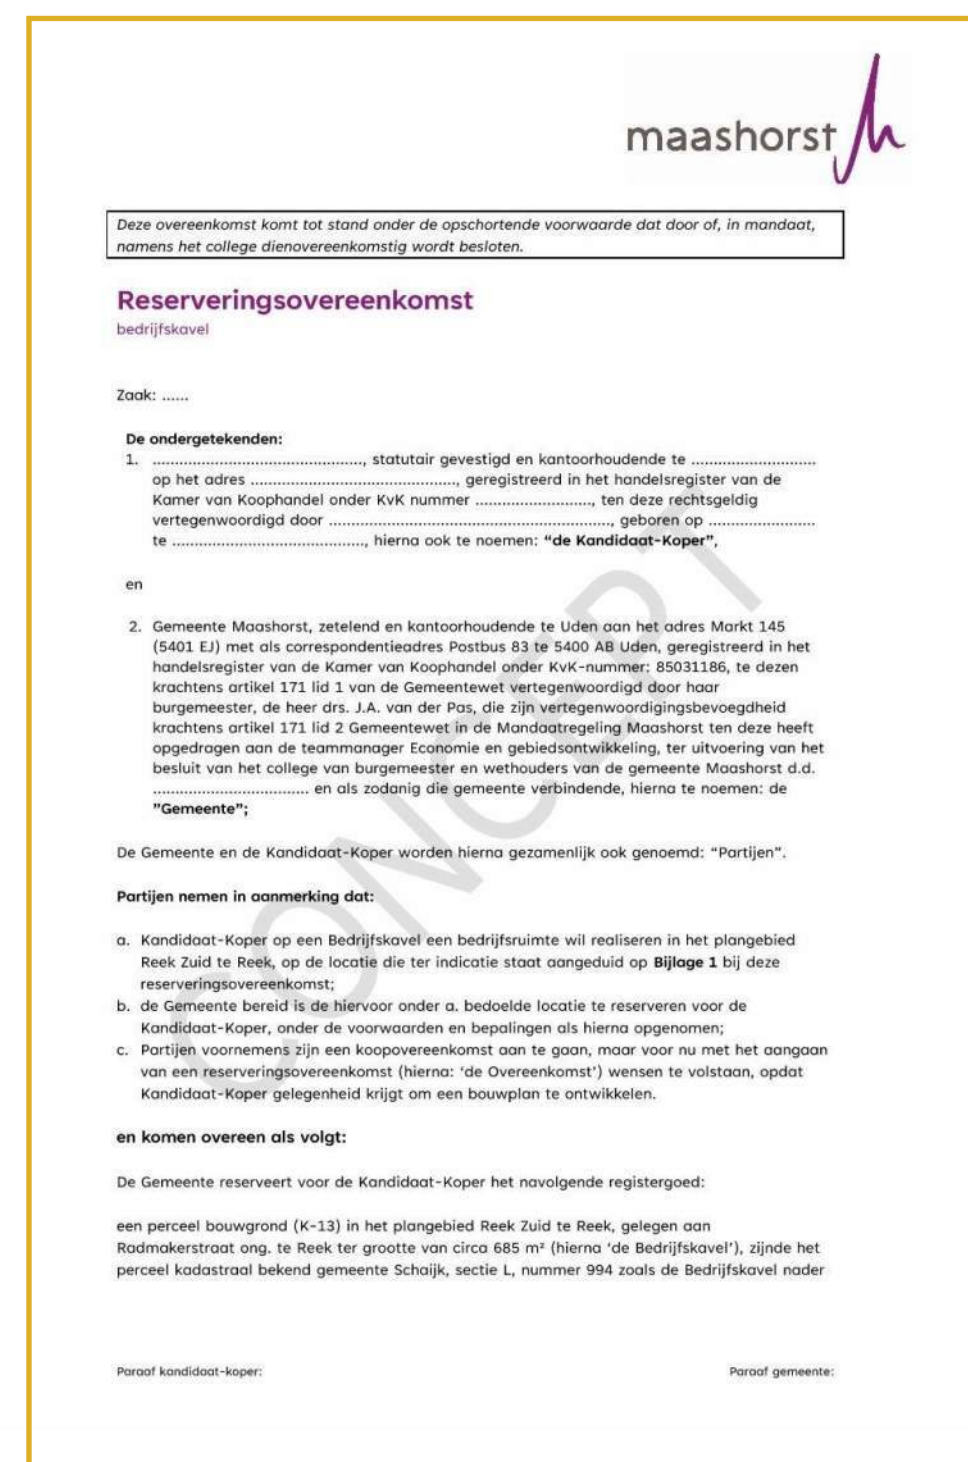 maashorst
Deze overeenkomst komt tot stand onder de opschortende voorwaarde dat door of, in mandaat,
namens het college dienovereenkomstig wordt besloten.
Reserveringsovereenkomst
bedrijfskavel
Zaak: ......
De ondergetekenden:
1. ..............................................., statutair gevestigd en kantoorhoudende te ............................
op het adres .............................................., geregistreerd in het handelsregister van de
Kamer van Koophandel onder KvK nummer .........................., ten deze rechtsgeldig
vertegenwoordigd door ..............................................................., geboren op ........................
te ..........................................., hierna ook te noemen: “de Kandidaat-Koper”,
en
2. Gemeente Maashorst, zetelend en kantoorhoudende te Uden aan het adres Markt 145
(5401 EJ) met als correspondentieadres Postbus 83 te 5400 AB Uden, geregistreerd in het
handelsregister van de Kamer van Koophandel onder KvK-nummer: 85031186, te dezen
krachtens artikel 171 lid 1 van de Gemeentewet vertegenwoordigd door haar
burgemeester, de heer drs. J.A. van der Pas, die zijn vertegenwoordigingsbevoegdheid
krachtens artikel 171 lid 2 Gemeentewet in de Mandaatregeling Maashorst ten deze heeft
opgedragen aan de teammanager Economie en gebiedsontwikkeling, ter uitvoering van het
besluit van het college van burgemeester en wethouders van de gemeente Maashorst d.d.
................................... en als zodanig die gemeente verbindende, hierna te noemen: de
”Gemeente”;
De Gemeente en de Kandidaat-Koper worden hierna gezamenlijk ook genoemd: “Partijen”.
Partijen nemen in aanmerking dat:
a. Kandidaat-Koper op een Bedrijfskavel een bedrijfsruimte wil realiseren in het plangebied
Reek Zuid te Reek, op de locatie die ter indicatie staat aangeduid op Bijlage 1 bij deze
reserveringsovereenkomst;
b. de Gemeente bereid is de hiervoor onder a. bedoelde locatie te reserveren voor de
Kandidaat-Koper, onder de voorwaarden en bepalingen als hierna opgenomen;
c. Partijen voornemens zijn een koopovereenkomst aan te gaan, maar voor nu met het aangaan
van een reserveringsovereenkomst (hierna: ‘de Overeenkomst’) wensen te volstaan, opdat
Kandidaat-Koper gelegenheid krijgt om een bouwplan te ontwikkelen.
en komen overeen als volgt:
De Gemeente reserveert voor de Kandidaat-Koper het navolgende registergoed:
een perceel bouwgrond (K-13) in het plangebied Reek Zuid te Reek, gelegen aan
Radmakerstraat ong. te Reek ter grootte van circa 685 m² (hierna ‘de Bedrijfskavel’), zijnde het
perceel kadastraal bekend gemeente Schaijk, sectie L, nummer 994 zoals de Bedrijfskavel nader
Paraaf kandidaat-koper:
Paraaf gemeente:
CONCEPT